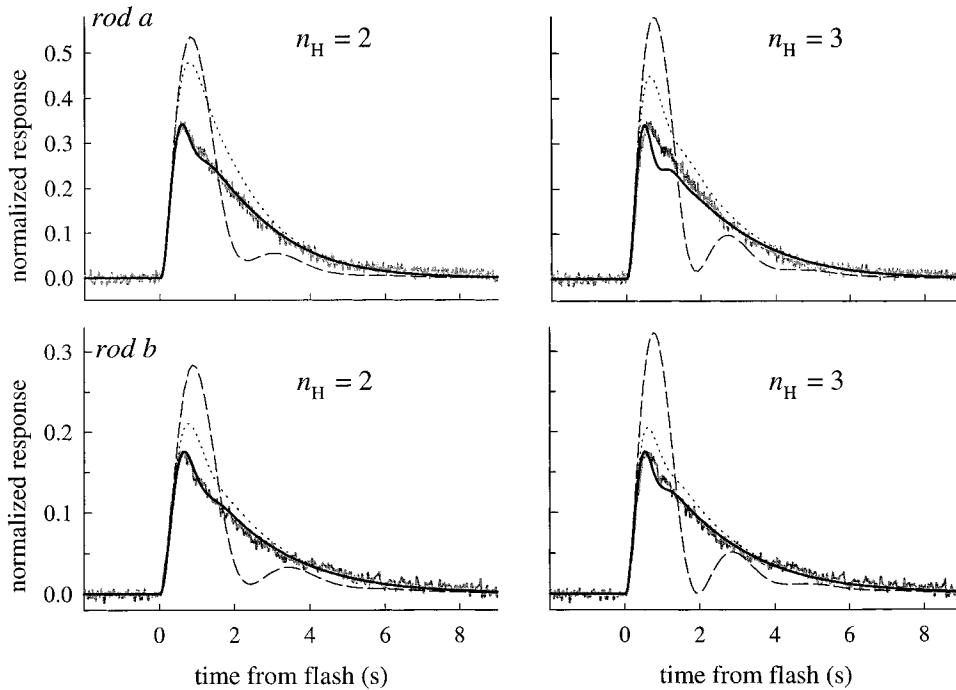 rod a
n_H = 2
n_H = 3
normalized response
0.5
0.4
0.3
0.2
0.1
0.0
rod b
n_H = 2
n_H = 3
normalized response
0.3
0.2
0.1
0.0
0 2 4 6 8
0 2 4 6 8
time from flash (s)
time from flash (s)